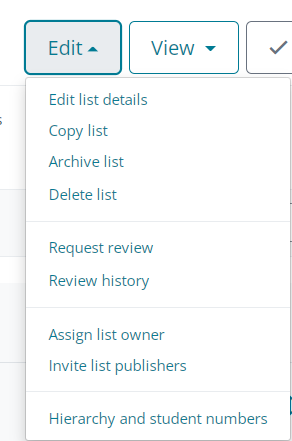 Edit View
Edit list details
Copy list
Archive list
Delete list
Request review
Review history
Assign list owner
Invite list publishers
Hierarchy and student numbers